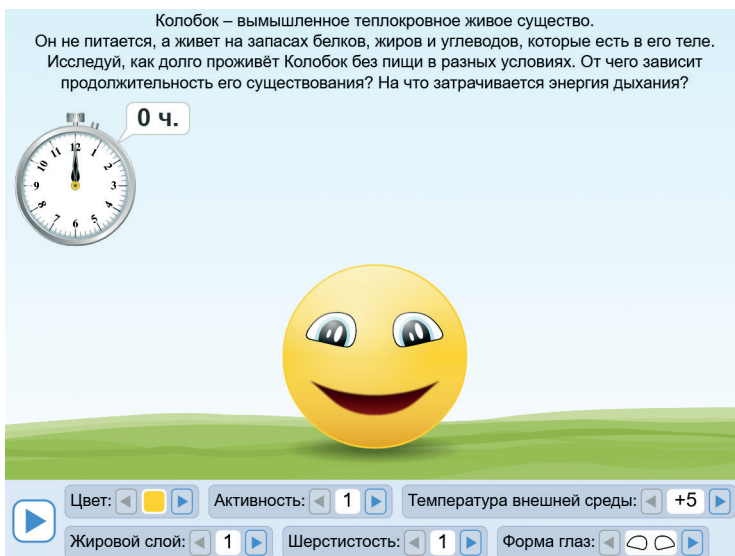 Колобок – вымышленное теплокровное живое существо.
Он не питается, а живет на запасах белков, жиров и углеводов, которые есть в его теле.
Исследуй, как долго проживёт Колобок без пищи в разных условиях. От чего зависит
продолжительность его существования? На что затрачивается энергия дыхания?
0 ч.
12
1
2
3
4
5
6
7
8
9
10
11
Цвет: Активность: 1 Температура внешней среды: +5
Жировой слой: 1 Шерстистость: 1 Форма глаз: